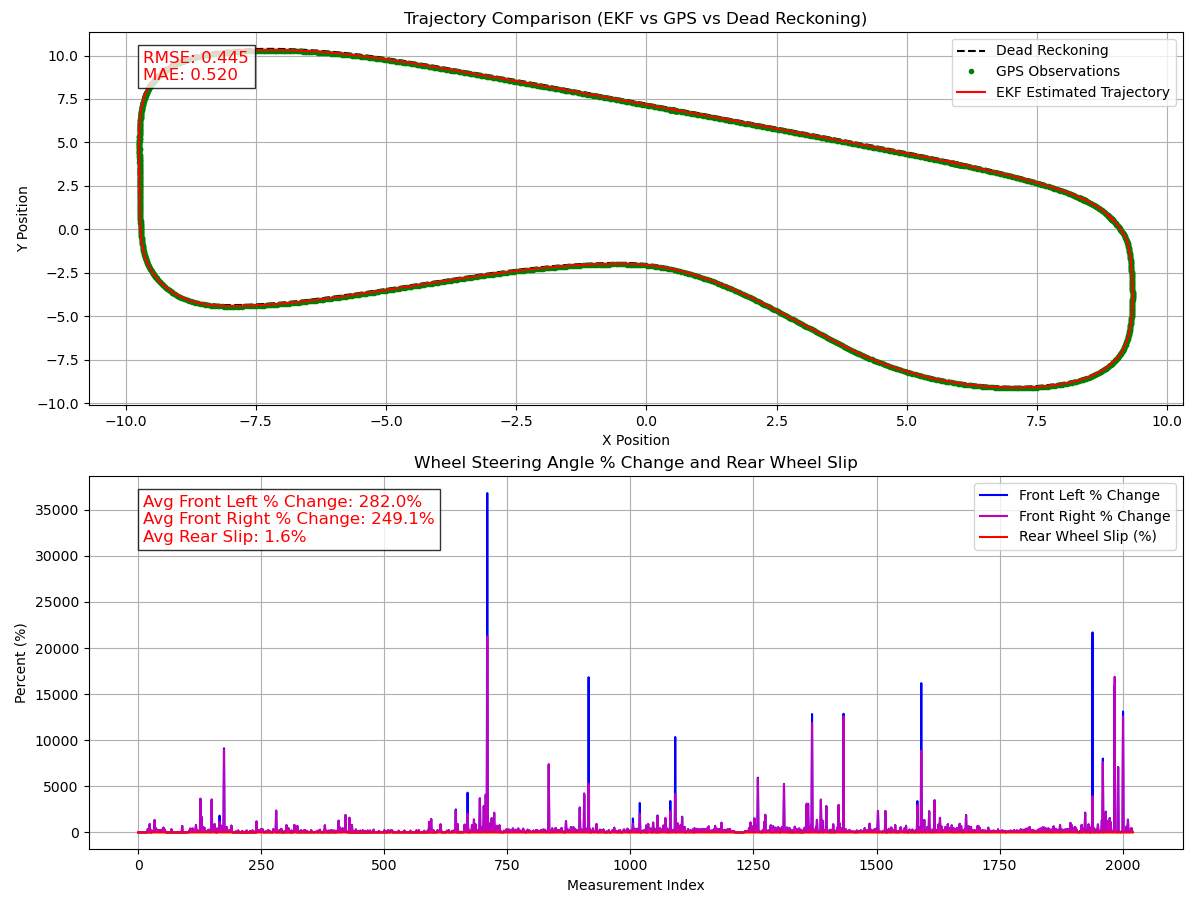 Trajectory Comparison (EKF vs GPS vs Dead Reckoning)
RMSE: 0.445
MAE: 0.520
Dead Reckoning
GPS Observations
EKF Estimated Trajectory
Y Position
10.0
7.5
5.0
2.5
0.0
−2.5
−5.0
−7.5
−10.0
−10.0 −7.5 −5.0 −2.5 0.0 2.5 5.0 7.5 10.0
X Position
Wheel Steering Angle % Change and Rear Wheel Slip
Avg Front Left % Change: 282.0%
Avg Front Right % Change: 249.1%
Avg Rear Slip: 1.6%
Front Left % Change
Front Right % Change
Rear Wheel Slip (%)
Percent (%)
35000
30000
25000
20000
15000
10000
5000
0
0 250 500 750 1000 1250 1500 1750 2000
Measurement Index